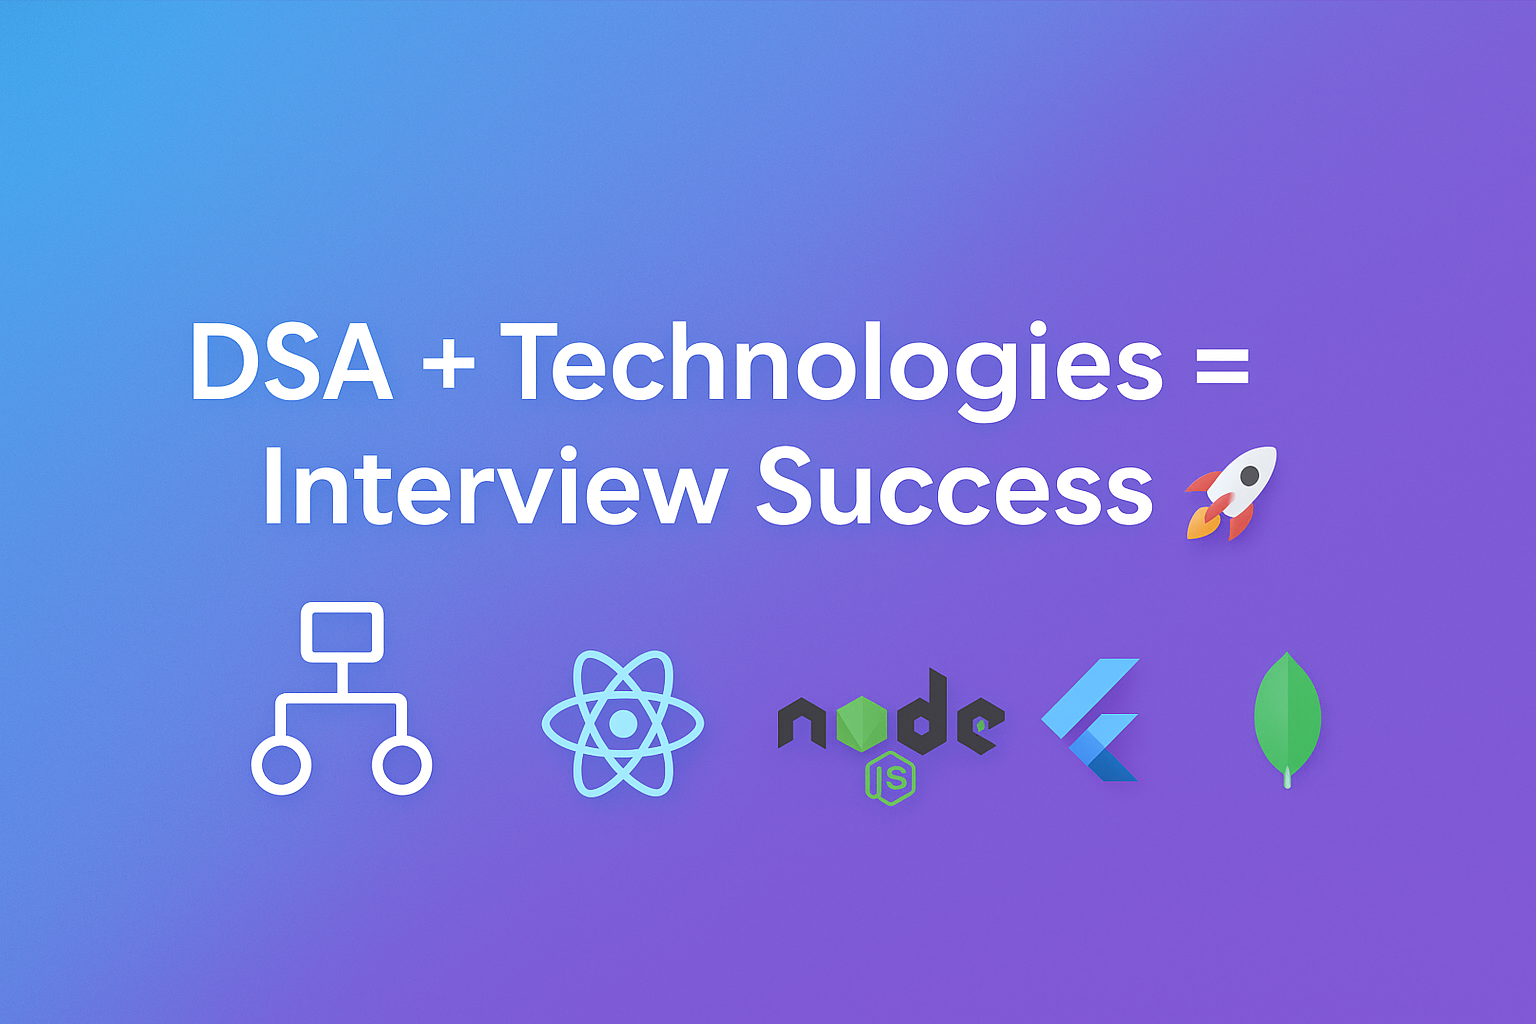 DSA + Technologies =
Interview Success 🚀
node
JS